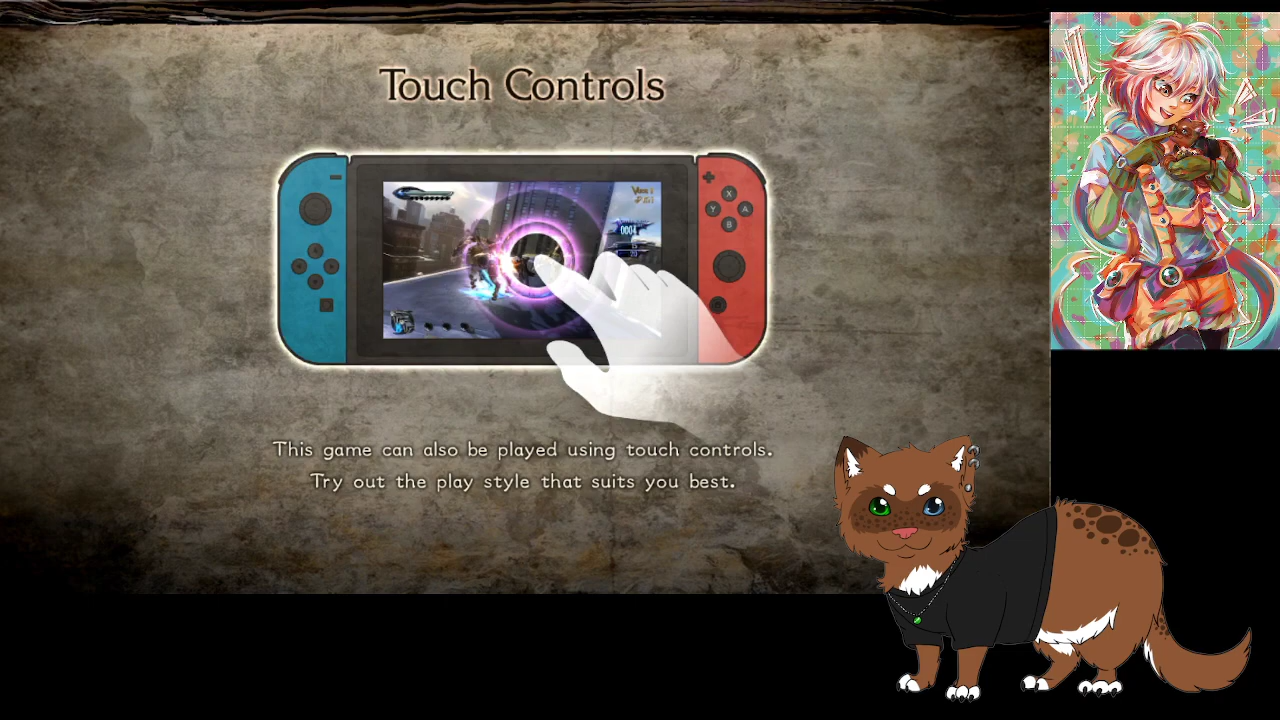 Touch Controls
X
Y
A
B
0004
This game can also be played using touch controls.
Try out the play style that suits you best.